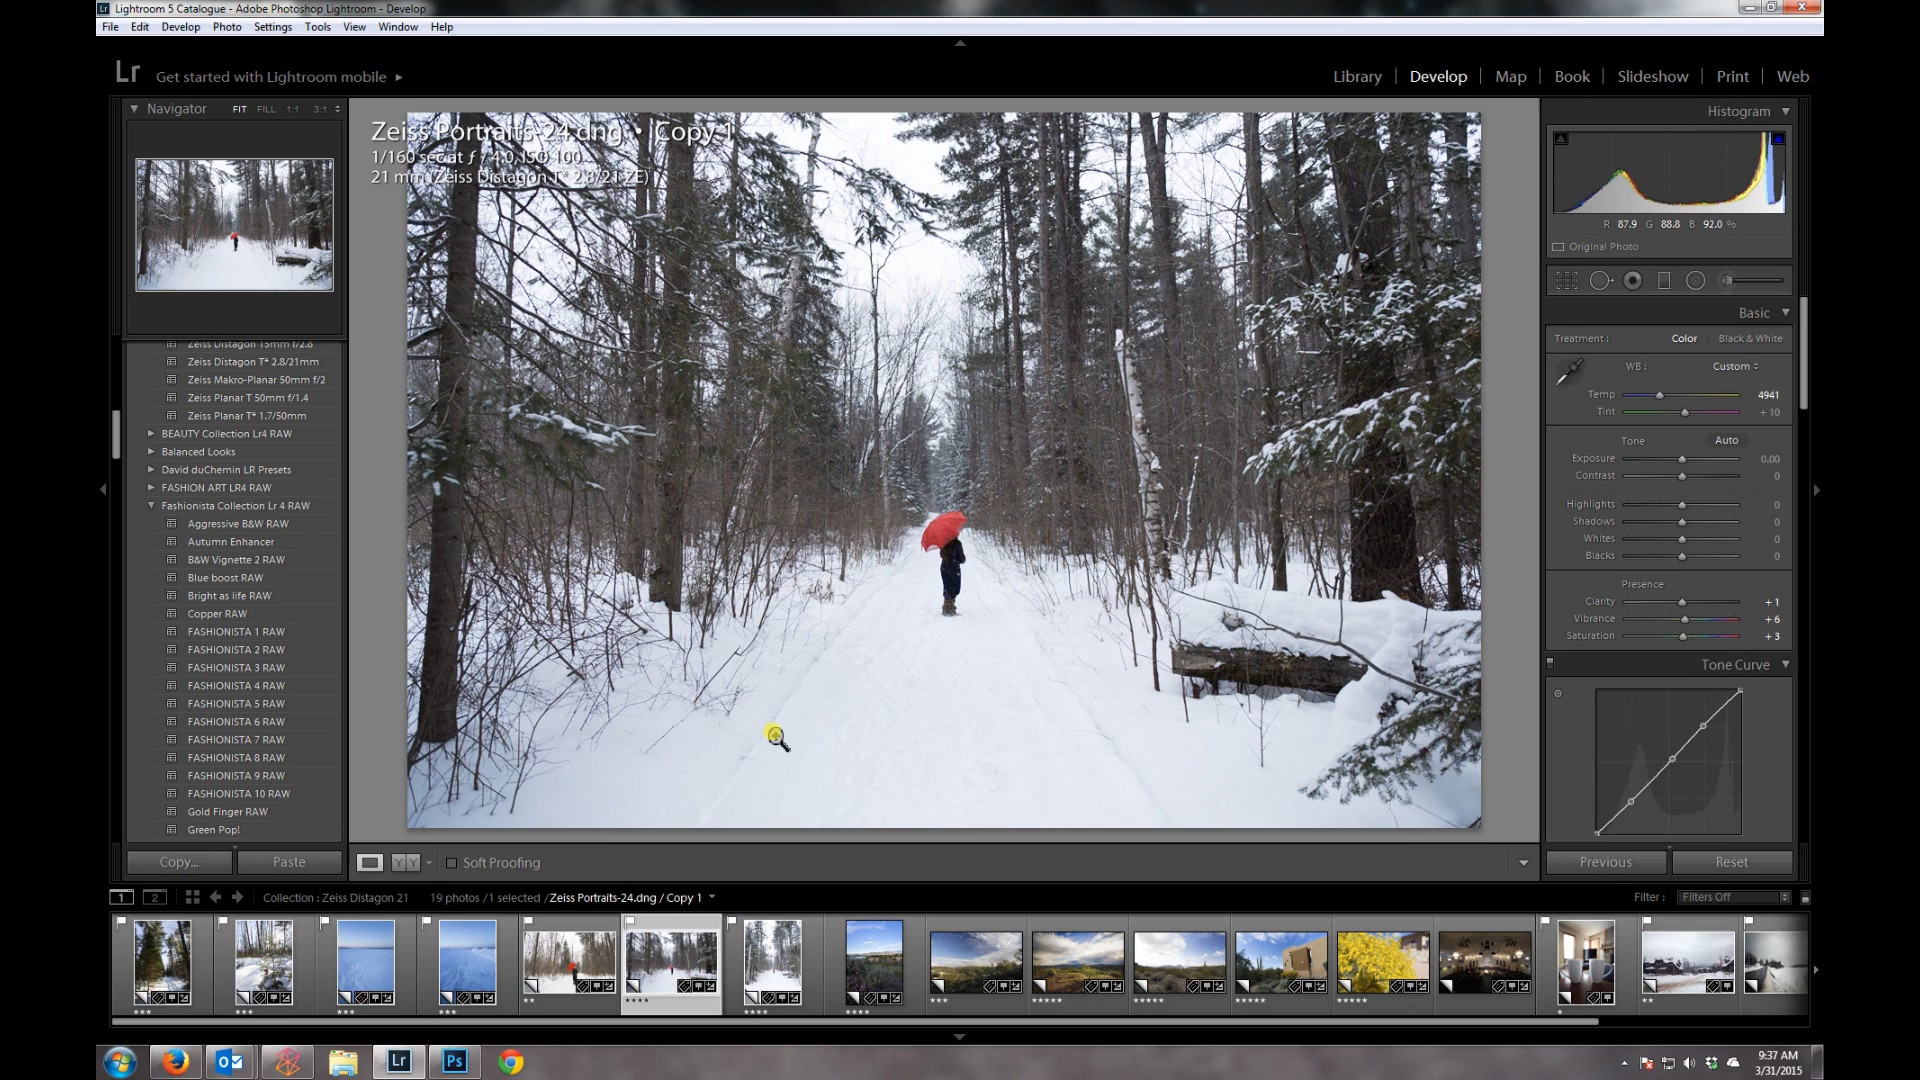 Lr Lightroom 5 Catalogue - Adobe Photoshop Lightroom - Develop
File Edit Develop Photo Settings Tools View Window Help
Lr Get started with Lightroom mobile
Library Develop Map Book Slideshow Print Web
Navigator FIT FILL 1:1 3:1
Zeiss Distagon 15mm f/2.8
Zeiss Distagon T* 2.8/21mm
Zeiss Makro-Planar 50mm f/2
Zeiss Planar T 50mm f/1.4
Zeiss Planar T* 1.7/50mm
BEAUTY Collection Lr4 RAW
Balanced Looks
David duChemin LR Presets
FASHION ART LR4 RAW
Fashionista Collection Lr 4 RAW
Aggressive B&W RAW
Autumn Enhancer
B&W Vignette 2 RAW
Blue boost RAW
Bright as life RAW
Copper RAW
FASHIONISTA 1 RAW
FASHIONISTA 2 RAW
FASHIONISTA 3 RAW
FASHIONISTA 4 RAW
FASHIONISTA 5 RAW
FASHIONISTA 6 RAW
FASHIONISTA 7 RAW
FASHIONISTA 8 RAW
FASHIONISTA 9 RAW
FASHIONISTA 10 RAW
Gold Finger RAW
Green Pop!
Copy... Paste
Zeiss Portraits-24.dng • Copy 1
1/160 sec at ƒ / 4.0, ISO 100
21 mm (Zeiss Distagon T* 2.8/21 ZE)
YY Soft Proofing
Histogram
R 87.9 G 88.8 B 92.0 %
Original Photo
Basic
Treatment : Color Black & White
WB : Custom
Temp 4941
Tint + 10
Tone Auto
Exposure 0.00
Contrast 0
Highlights 0
Shadows 0
Whites 0
Blacks 0
Presence
Clarity + 1
Vibrance + 6
Saturation + 3
Tone Curve
Previous Reset
1 2 Collection : Zeiss Distagon 21 19 photos / 1 selected / Zeiss Portraits-24.dng / Copy 1 Filter : Filters Off
Lr Ps
9:37 AM
3/31/2015